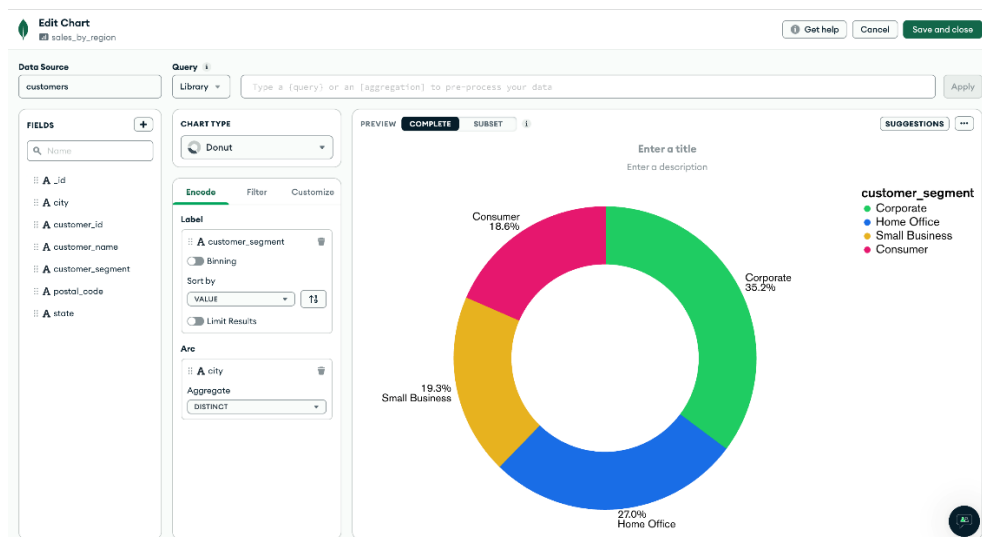 Edit Chart
sales_by_region
Get help
Cancel
Save and close
Data Source
Query i
customers
Library
Type a {query} or an [aggregation] to pre-process your data
Apply
FIELDS
+
Name
A _id
A city
A customer_id
A customer_name
A customer_segment
A postal_code
A state
CHART TYPE
Donut
Encode Filter Customize
Label
A customer_segment
Binning
Sort by
VALUE
Limit Results
Arc
A city
Aggregate
DISTINCT
PREVIEW COMPLETE SUBSET i
SUGGESTIONS
Enter a title
Enter a description
customer_segment
Corporate
Home Office
Small Business
Consumer
Consumer
18.6%
Corporate
35.2%
19.3%
Small Business
27.0%
Home Office